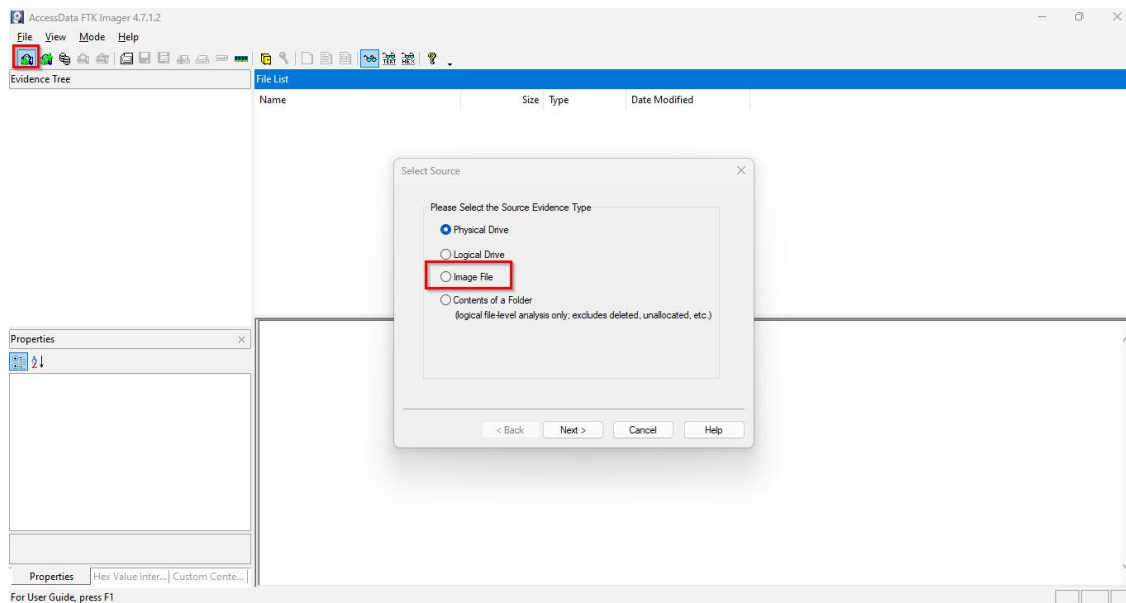 AccessData FTK Imager 4.7.1.2
File View Mode Help
Evidence Tree
File List
Name Size Type Date Modified
Select Source
Please Select the Source Evidence Type
Physical Drive
Logical Drive
Image File
Contents of a Folder
(logical file-level analysis only; excludes deleted, unallocated, etc.)
< Back Next > Cancel Help
Properties
Properties Hex Value Inter... Custom Conte...
For User Guide, press F1